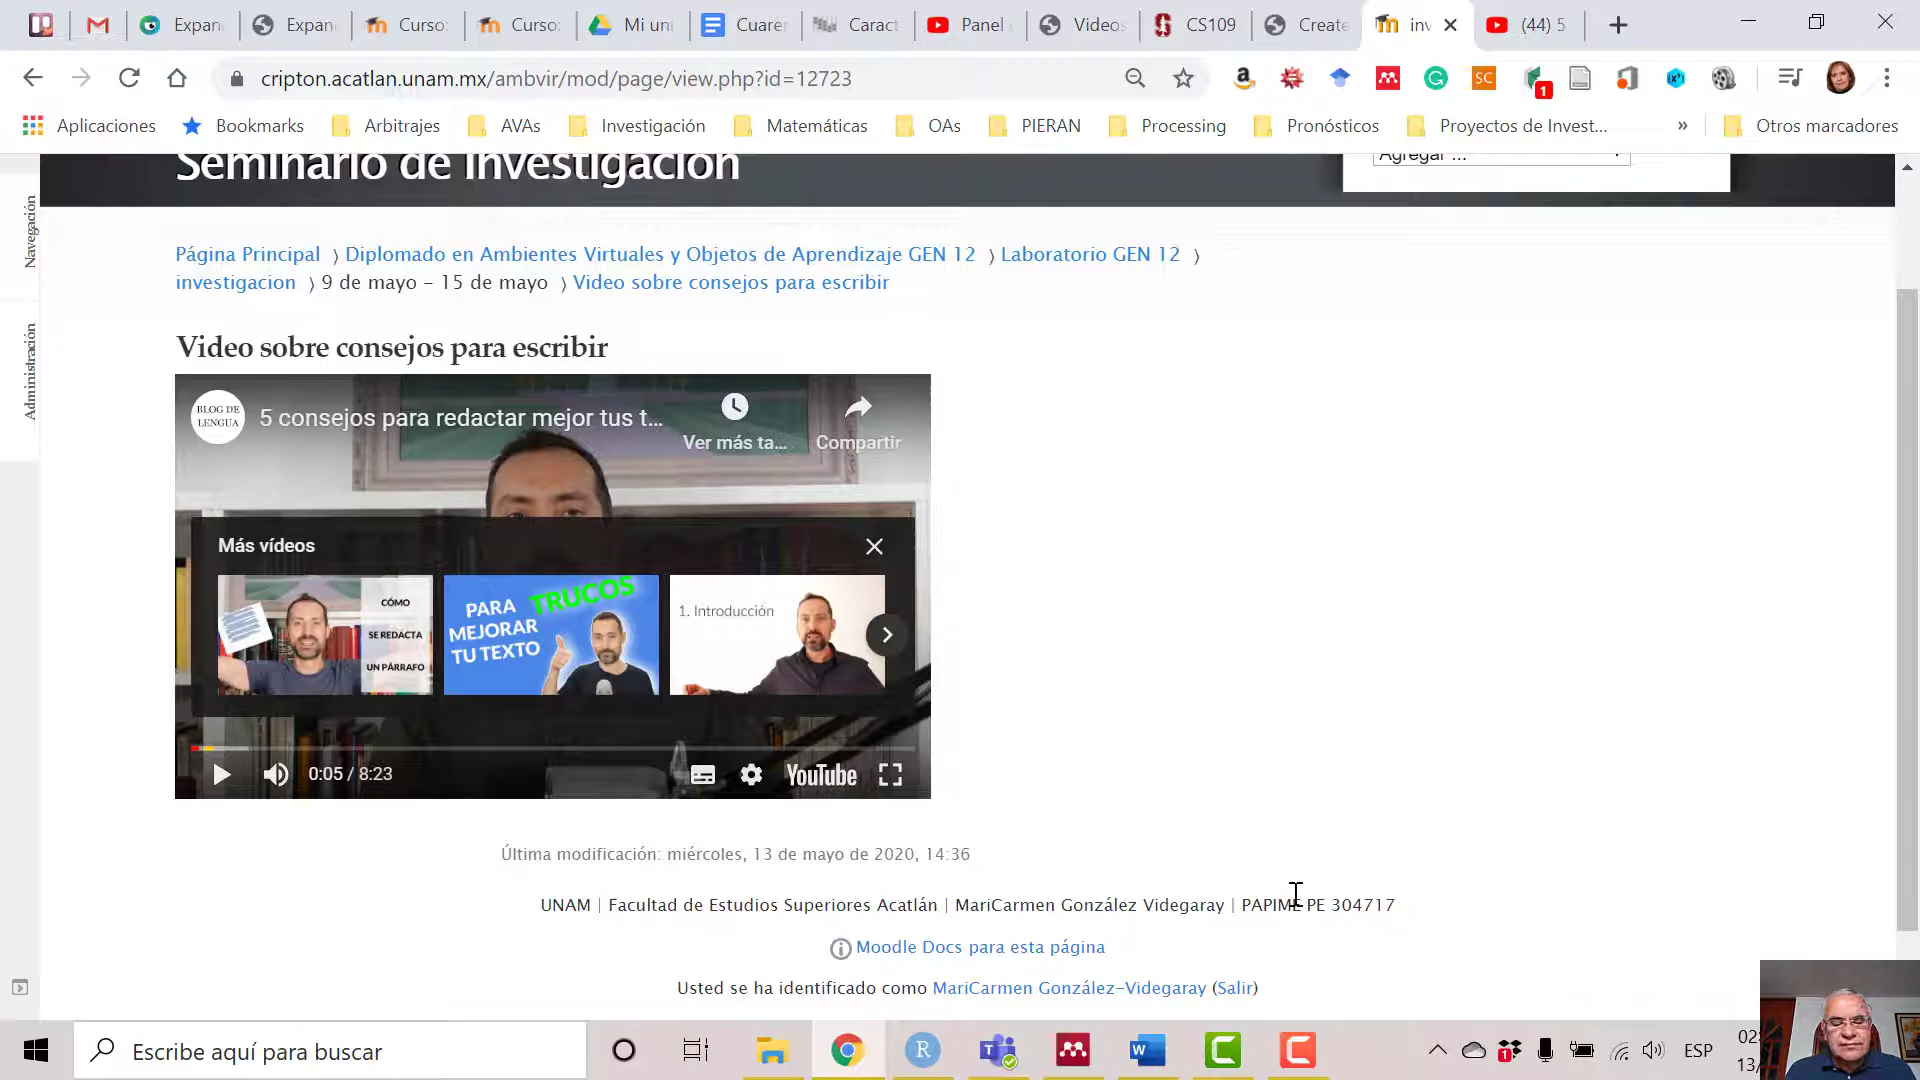 Expan
Expan
Curso:
Curso:
Mi uni
Cuarer
Caract
Panel
Videos
CS109
Create
inv
(44) 5
cripton.acatlan.unam.mx/ambvir/mod/page/view.php?id=12723
SC
1
Aplicaciones
Bookmarks
Arbitrajes
AVAs
Investigación
Matemáticas
OAs
PIERAN
Processing
Pronósticos
Proyectos de Invest...
»
Otros marcadores
Seminario de Investigación
Agregar ...
Navegación
Administración
Página Principal 〉Diplomado en Ambientes Virtuales y Objetos de Aprendizaje GEN 12 〉Laboratorio GEN 12 〉
investigacion 〉9 de mayo - 15 de mayo 〉Video sobre consejos para escribir
Video sobre consejos para escribir
BLOG DE
LENGUA
5 consejos para redactar mejor tus t...
Ver más ta...
Compartir
Más vídeos
CÓMO
SE REDACTA
UN PÁRRAFO
PARA TRUCOS
MEJORAR
TU TEXTO
1. Introducción
0:05 / 8:23
YouTube
Última modificación: miércoles, 13 de mayo de 2020, 14:36
UNAM | Facultad de Estudios Superiores Acatlán | MariCarmen González Videgaray | PAPIME PE 304717
Moodle Docs para esta página
Usted se ha identificado como MariCarmen González-Videgaray (Salir)
Escribe aquí para buscar
R
W
C
C
1
ESP
02:
13/